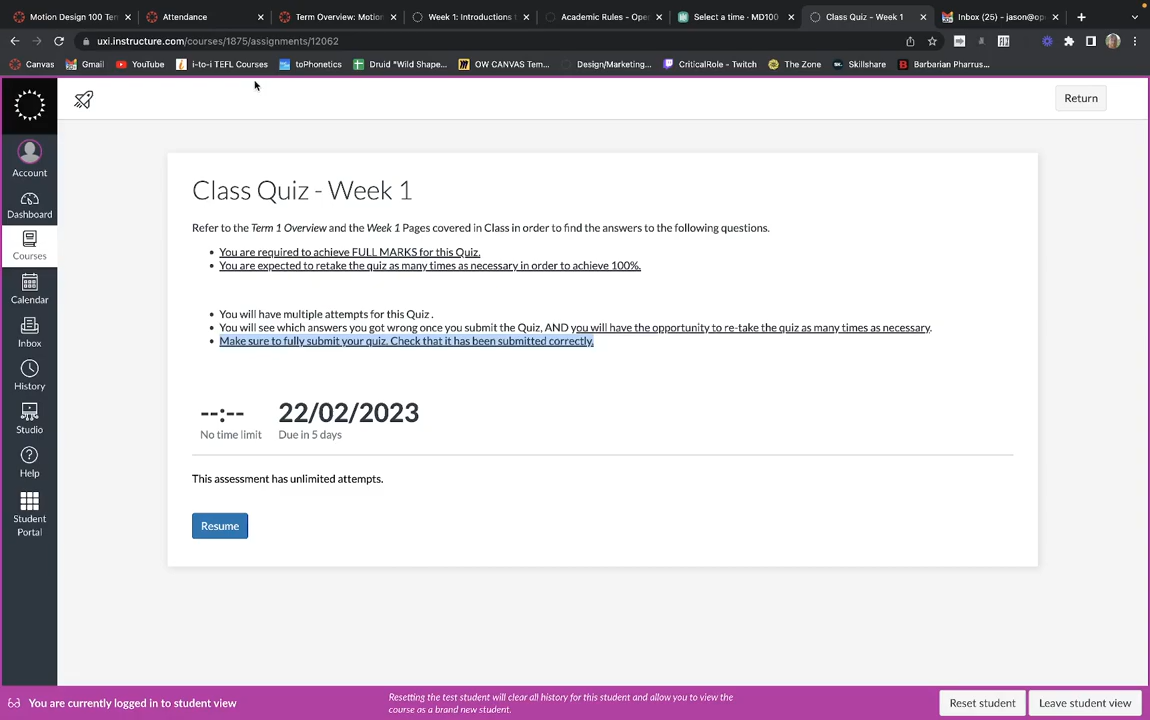 Motion Design 100 Ter
Attendance
Term Overview: Motion
Week 1: Introductions
Academic Rules - Oper
Select a time - MD100
Class Quiz - Week 1
Inbox (25) - jason@op
uxi.instructure.com/courses/1875/assignments/12062
Canvas
Gmail
YouTube
i-to-i TEFL Courses
toPhonetics
Druid "Wild Shape...
OW CANVAS Tem...
Design/Marketing...
CriticalRole - Twitch
The Zone
Skillshare
Barbarian Pharrus...
Return
Account
Dashboard
Courses
Calendar
Inbox
History
Studio
Help
Student
Portal
Class Quiz - Week 1
Refer to the Term 1 Overview and the Week 1 Pages covered in Class in order to find the answers to the following questions.
You are required to achieve FULL MARKS for this Quiz.
You are expected to retake the quiz as many times as necessary in order to achieve 100%.
You will have multiple attempts for this Quiz .
You will see which answers you got wrong once you submit the Quiz, AND you will have the opportunity to re-take the quiz as many times as necessary.
Make sure to fully submit your quiz. Check that it has been submitted correctly.
--:-- 22/02/2023
No time limit Due in 5 days
This assessment has unlimited attempts.
Resume
You are currently logged in to student view
Resetting the test student will clear all history for this student and allow you to view the
course as a brand new student.
Reset student
Leave student view